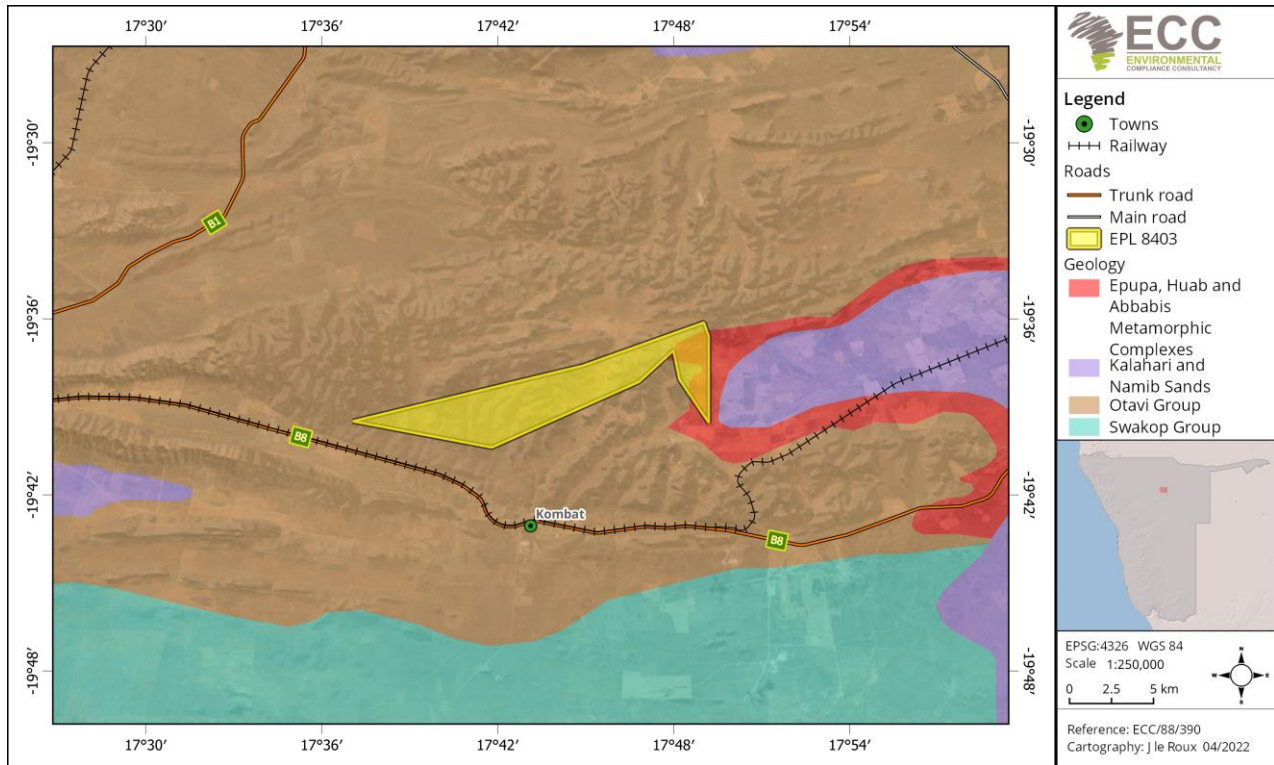 17°30′ 17°36′ 17°42′ 17°48′ 17°54′
-19°30′ -19°30′
B1
-19°36′ -19°36′
B8
-19°42′ -19°42′
Kombat
B8
-19°48′ -19°48′
17°30′ 17°36′ 17°42′ 17°48′ 17°54′
ECC
ENVIRONMENTAL
COMPLIANCE CONSULTANCY
Legend
Towns
Railway
Roads
Trunk road
Main road
EPL 8403
Geology
Epupa, Huab and
Abbabis
Metamorphic
Complexes
Kalahari and
Namib Sands
Otavi Group
Swakop Group
EPSG:4326 WGS 84
Scale 1:250,000
0 2.5 5 km
N
W E
S
Reference: ECC/88/390
Cartography: J le Roux 04/2022